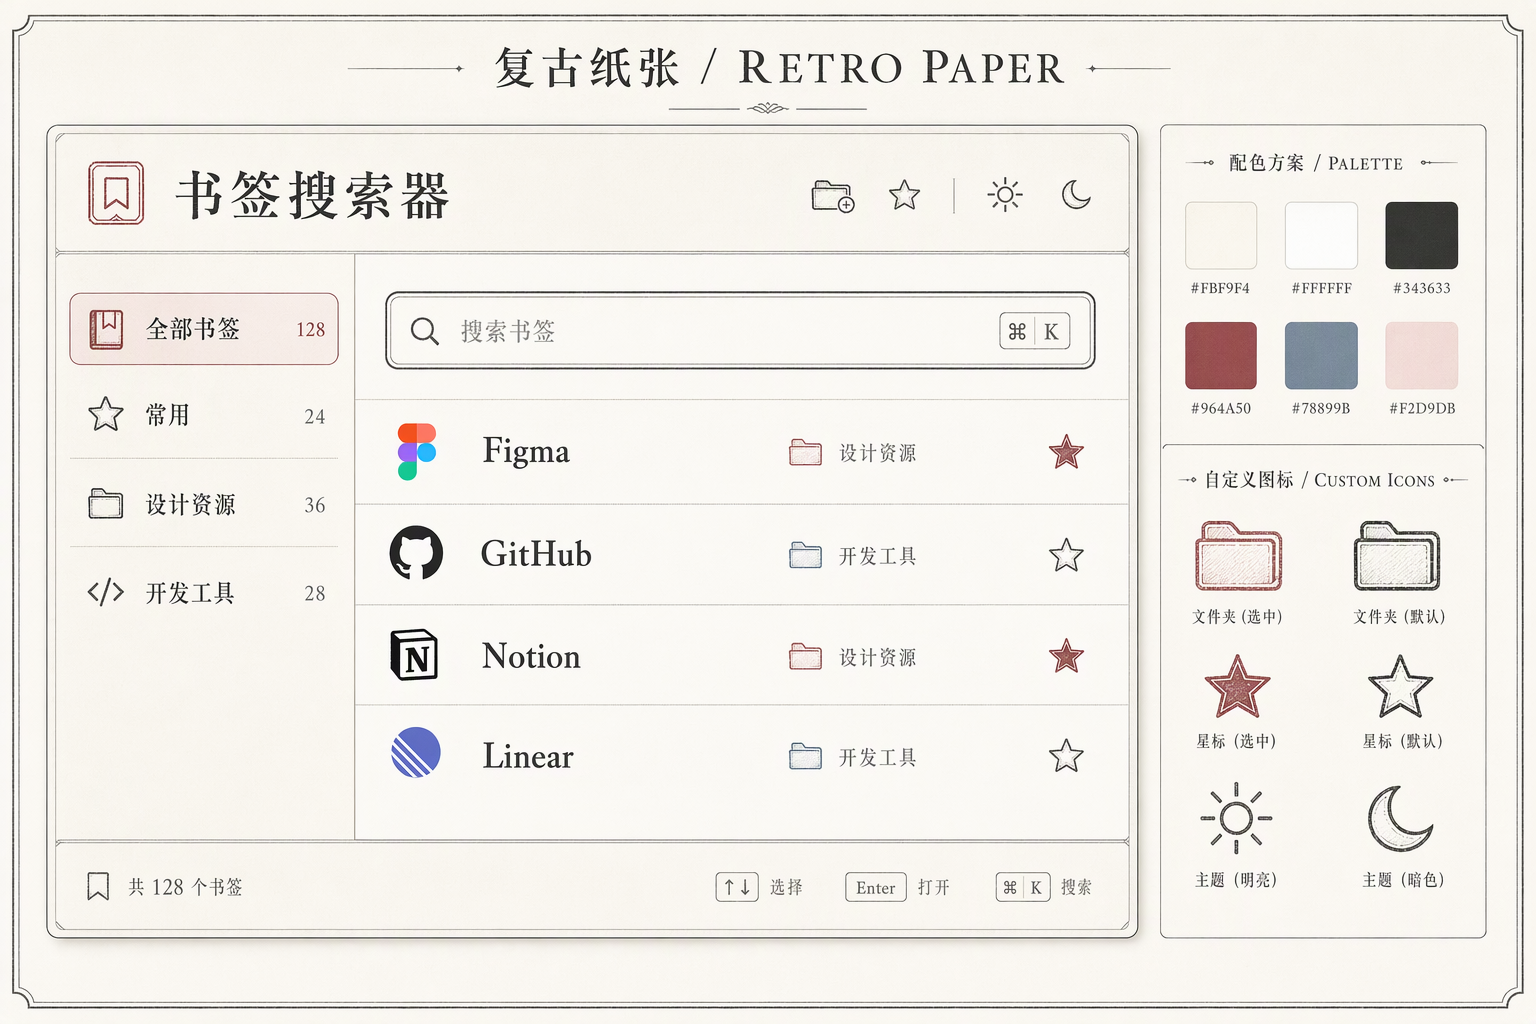 复古纸张 / RETRO PAPER
书签搜索器
全部书签 128
常用 24
设计资源 36
开发工具 28
搜索书签 ⌘ K
Figma 设计资源
GitHub 开发工具
N Notion 设计资源
Linear 开发工具
共 128 个书签
↑↓ 选择 Enter 打开 ⌘ K 搜索
配色方案 / PALETTE
#FBF9F4 #FFFFFF #343633
#964A50 #78899B #F2D9DB
自定义图标 / CUSTOM ICONS
文件夹 (选中) 文件夹 (默认)
星标 (选中) 星标 (默认)
主题 (明亮) 主题 (暗色)